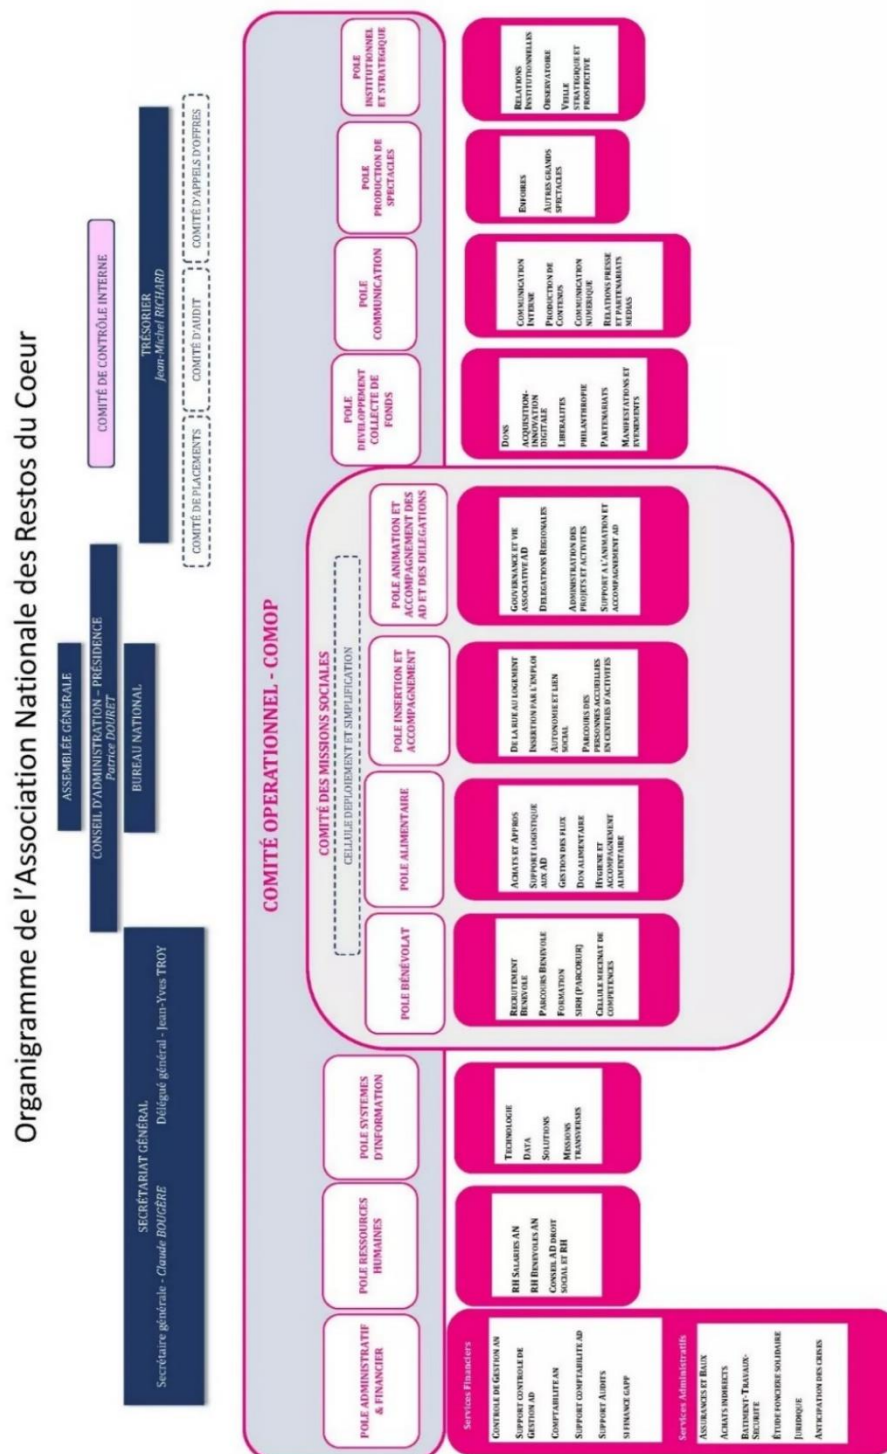 Organigramme de l'Association Nationale des Restos du Coeur
ASSEMBLÉE GÉNÉRALE
CONSEIL D'ADMINISTRATION – PRÉSIDENCE
Patrice DOURET
BUREAU NATIONAL
COMITÉ DE CONTRÔLE INTERNE
SECRÉTARIAT GÉNÉRAL
Secrétaire générale - Claude BOUGÈRE
Délégué général - Jean-Yves TROY
TRÉSORIER
Jean-Michel RICHARD
COMITÉ DE PLACEMENTS
COMITÉ D'AUDIT
COMITÉ D'APPELS D'OFFRES
COMITÉ OPERATIONNEL - COMOP
COMITÉ DES MISSIONS SOCIALES
CELLULE DEPLOIEMENT ET SIMPLIFICATION
POLE ADMINISTRATIF
& FINANCIER
Services Financiers
CONTROLE DE GESTION AN
SUPPORT CONTROLE DE
GESTION AD
COMPTABILITE AN
SUPPORT COMPTABILITE AD
SUPPORT AUDITS
SI FINANCE GAPP
Services Administratifs
ASSURANCES ET BAUX
ACHATS INDIRECTS
BATIMENT-TRAVAUX-
SECURITE
ÉTUDE FONCIERE SOLIDAIRE
JURIDIQUE
ANTICIPATION DES CRISES
POLE RESSOURCES
HUMAINES
RH SALARIES AN
RH BENEVOLES AN
CONSEIL AD DROIT
SOCIAL ET RH
POLE SYSTEMES
D'INFORMATION
TECHNOLOGIE
DATA
SOLUTIONS
MISSIONS
TRANSVERSES
POLE BÉNÉVOLAT
RECRUTEMENT
BENEVOLE
PARCOURS BENEVOLE
FORMATION
SIRH (PARCOEUR)
CELLULE MECENAT DE
COMPETENCES
POLE ALIMENTAIRE
ACHATS ET APPROS
SUPPORT LOGISTIQUE
AUX AD
GESTION DES FLUX
DON ALIMENTAIRE
HYGIENE ET
ACCOMPAGNEMENT
ALIMENTAIRE
POLE INSERTION ET
ACCOMPAGNEMENT
DE LA RUE AU LOGEMENT
INSERTION PAR L'EMPLOI
AUTONOMIE ET LIEN
SOCIAL
PARCOURS DES
PERSONNES ACCUEILLIES
EN CENTRES D'ACTIVITES
POLE ANIMATION ET
ACCOMPAGNEMENT DES
AD ET DES DELEGATIONS
GOUVERNANCE ET VIE
ASSOCIATIVE AD
DELEGATIONS REGIONALES
ADMINISTRATION DES
PROJETS ET ACTIVITES
SUPPORT A L'ANIMATION ET
ACCOMPAGNEMENT AD
POLE
DEVELOPPEMENT
COLLECTE DE
FONDS
DONS
ACQUISITION-
INNOVATION
DIGITALE
LIBERALITES
PHILANTHROPIE
PARTENARIATS
MANIFESTATIONS ET
EVENEMENTS
POLE
COMMUNICATION
COMMUNICATION
INTERNE
PRODUCTION DE
CONTENUS
COMMUNICATION
NUMERIQUE
RELATIONS PRESSE
ET PARTENARIATS
MEDIAS
POLE
PRODUCTION DE
SPECTACLES
ENFOIRES
AUTRES GRANDS
SPECTACLES
POLE
INSTITUTIONNEL
ET STRATEGIQUE
RELATIONS
INSTITUTIONNELLES
OBSERVATOIRE
VEILLE
STRATEGIQUE ET
PROSPECTIVE